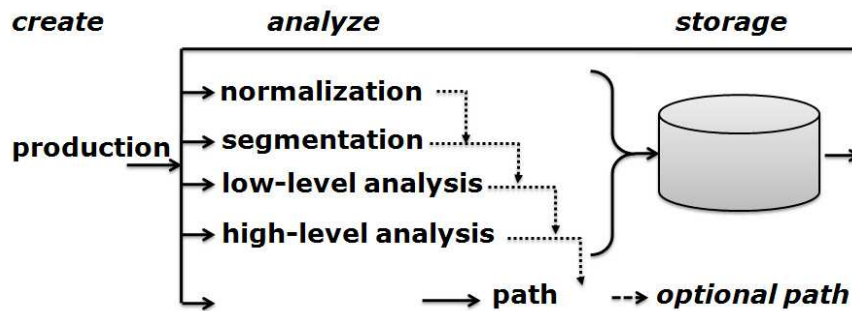 create analyze storage
normalization
segmentation
production
low-level analysis
high-level analysis
path optional path